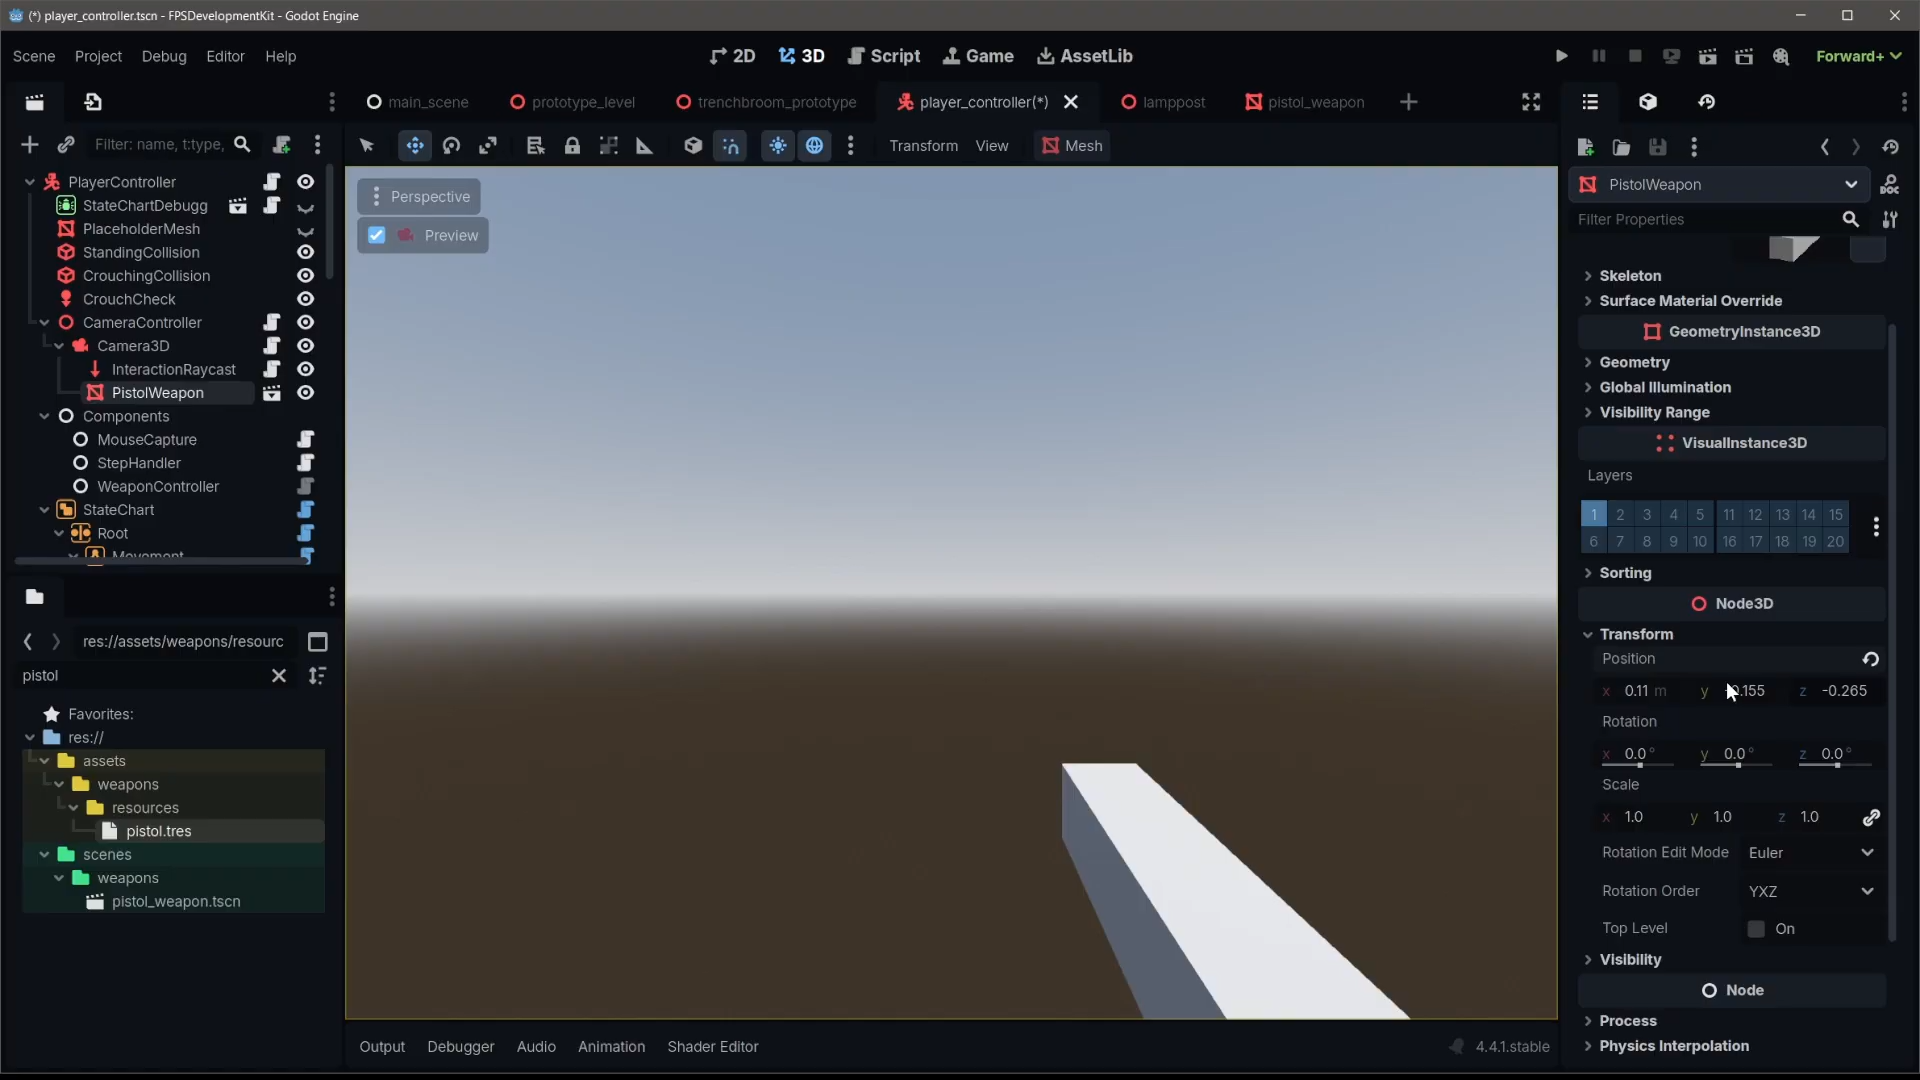 (*) player_controller.tscn - FPSDevelopmentKit - Godot Engine
Scene Project Debug Editor Help
2D 3D Script Game AssetLib
Forward+
main_scene prototype_level trenchbroom_prototype player_controller(*) lamppost pistol_weapon
Filter: name, t:type,
Transform View Mesh
Perspective
Preview
PlayerController
StateChartDebugg
PlaceholderMesh
StandingCollision
CrouchingCollision
CrouchCheck
CameraController
Camera3D
InteractionRaycast
PistolWeapon
Components
MouseCapture
StepHandler
WeaponController
StateChart
Root
Movement
res://assets/weapons/resourc
pistol
Favorites:
res://
assets
weapons
resources
pistol.tres
scenes
weapons
pistol_weapon.tscn
Output Debugger Audio Animation Shader Editor
4.4.1.stable
PistolWeapon
DOC
Filter Properties
Skeleton
Surface Material Override
GeometryInstance3D
Geometry
Global Illumination
Visibility Range
VisualInstance3D
Layers
1 2 3 4 5 11 12 13 14 15
6 7 8 9 10 16 17 18 19 20
Sorting
Node3D
Transform
Position
x 0.11 m y .155 z -0.265
Rotation
x 0.0 ° y 0.0 ° z 0.0 °
Scale
x 1.0 y 1.0 z 1.0
Rotation Edit Mode Euler
Rotation Order YXZ
Top Level On
Visibility
Node
Process
Physics Interpolation